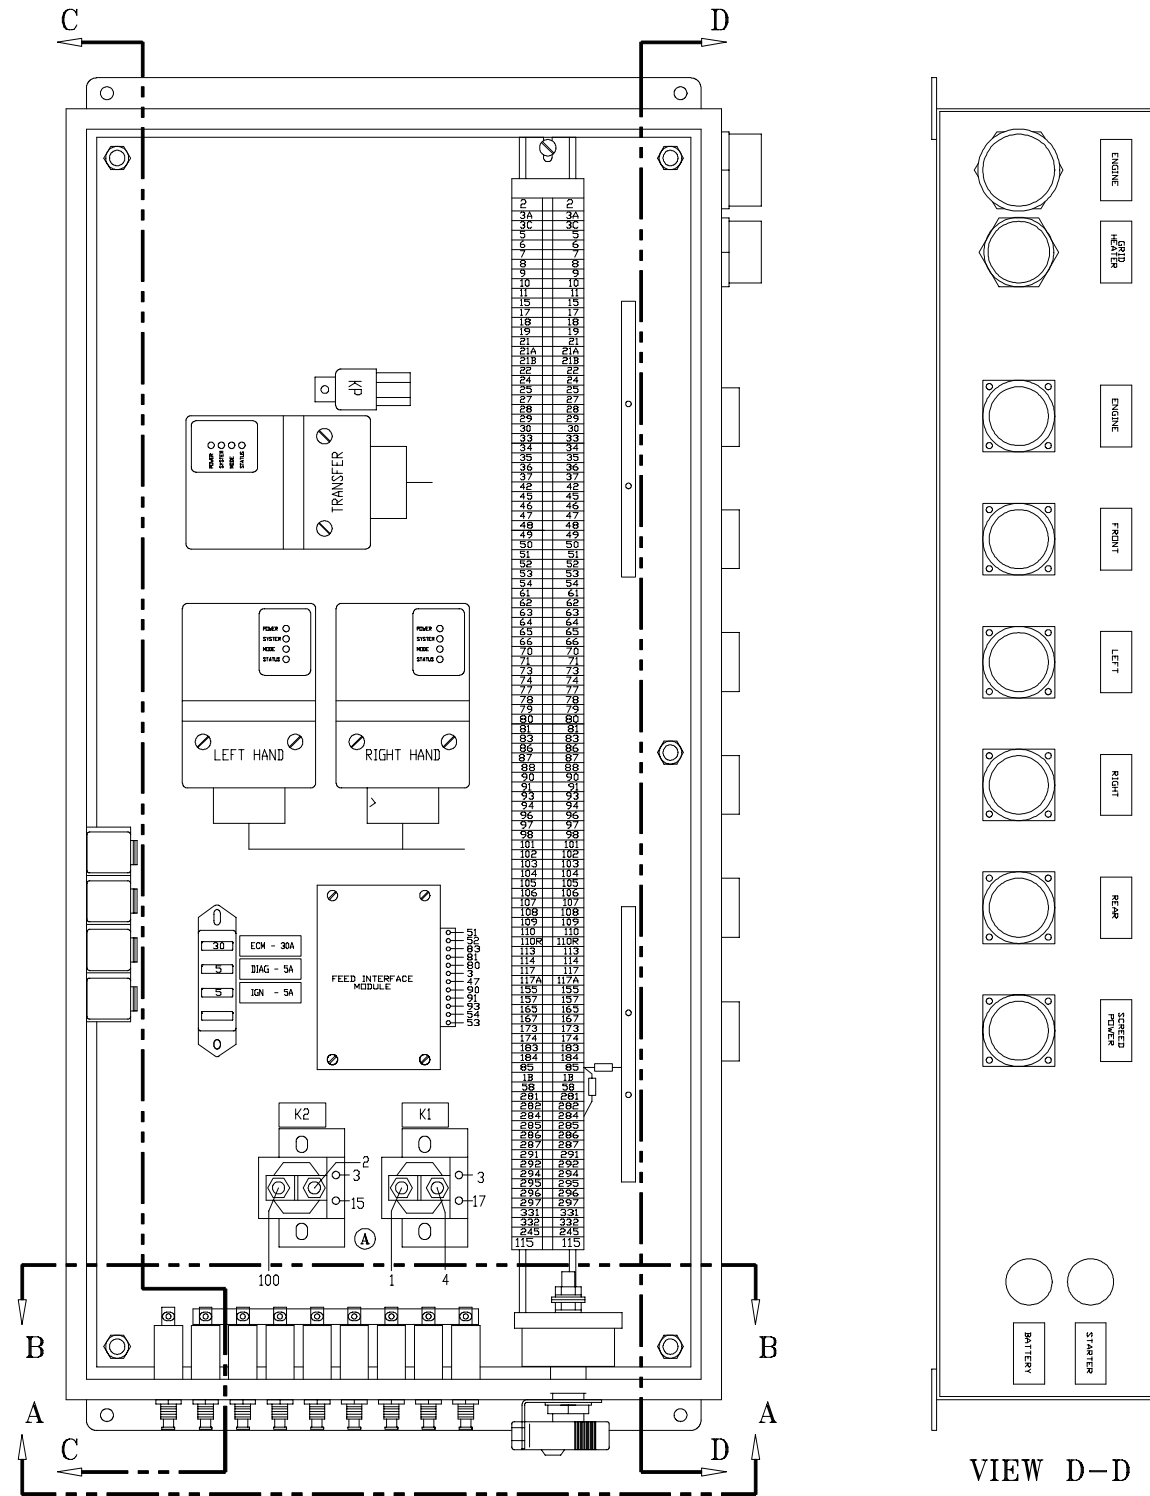 C
D
2 2
3A 3A
3C 3C
5 5
6 6
7 7
8 8
9 9
10 10
11 11
15 15
17 17
18 18
19 19
21 21
21A 21A
21B 21B
22 22
24 24
25 25
27 27
28 28
29 29
30 30
33 33
34 34
35 35
36 36
37 37
42 42
45 45
46 46
47 47
48 48
49 49
50 50
51 51
52 52
53 53
54 54
61 61
62 62
63 63
64 64
65 65
66 66
70 70
71 71
73 73
74 74
77 77
78 78
79 79
80 80
81 81
83 83
86 86
87 87
88 88
90 90
91 91
93 93
94 94
96 96
97 97
98 98
101 101
102 102
103 103
104 104
105 105
106 106
107 107
108 108
109 109
110 110
110R 110R
113 113
114 114
117 117
117A 117A
155 155
157 157
165 165
167 167
173 173
174 174
183 183
184 184
85 85
1B 1B
58 58
281 281
282 282
284 284
285 285
286 286
287 287
291 291
292 292
294 294
295 295
296 296
297 297
331 331
332 332
245 245
115 115
KP
POWER
SYSTEM
MODE
STATUS
TRANSFER
POWER
SYSTEM
MODE
STATUS
LEFT HAND
POWER
SYSTEM
MODE
STATUS
RIGHT HAND
30
ECM - 30A
5
DIAG - 5A
5
IGN - 5A
FEED INTERFACE
MODULE
51
52
83
81
80
3
47
90
91
93
54
53
K2
K1
2
3
15
3
17
A
100
1
4
B
B
A
A
C
D
ENGINE
GRID
HEATER
ENGINE
FRONT
LEFT
RIGHT
REAR
SCREED
POWER
BATTERY
STARTER
VIEW D-D